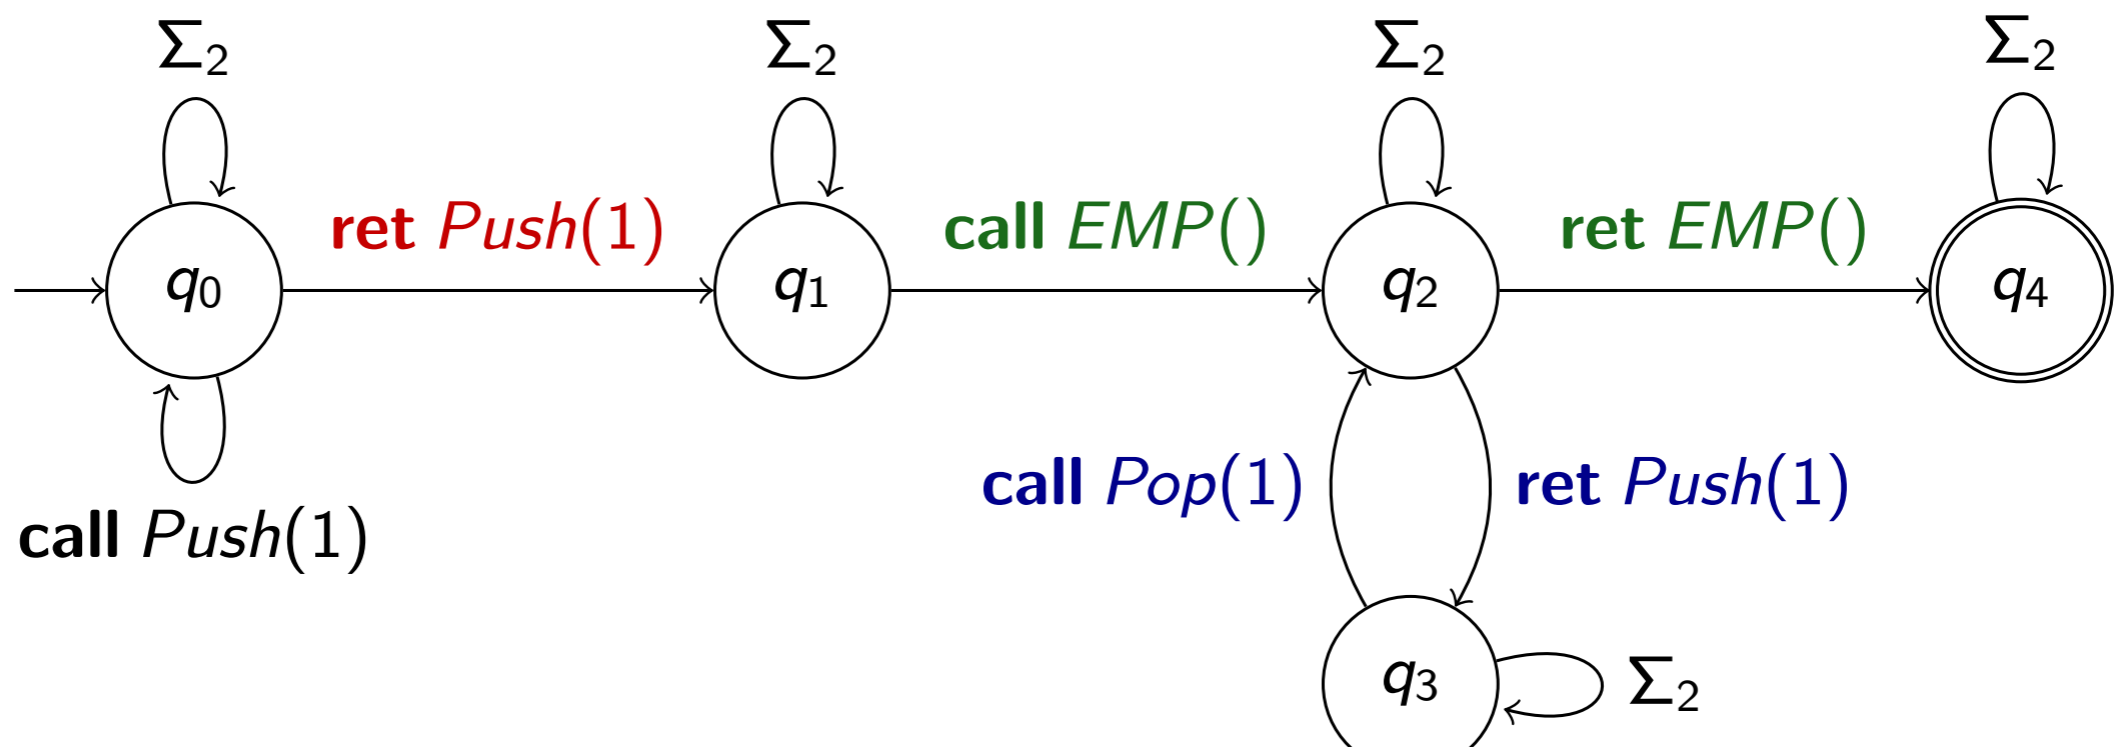 Σ₂ Σ₂ Σ₂ Σ₂
ret Push(1) call EMP() ret EMP()
q₀ q₁ q₂ q₄
call Pop(1) ret Push(1)
call Push(1)
q₃ Σ₂